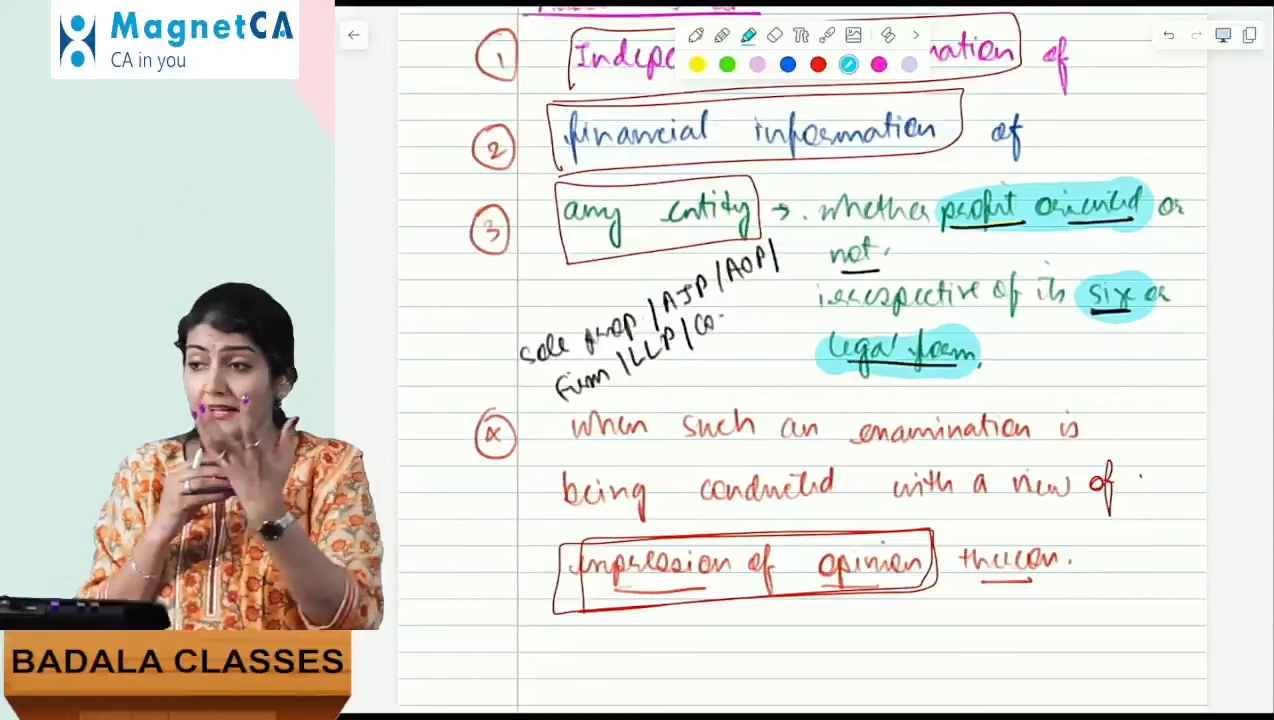 MagnetCA
CA in you
1 Indepe nation of
2 financial information of
3 any entity → whether profit oriented or
not.
irrespective of its size or
legal form.
sole prop / AJP / AOP /
Firm / LLP / Co.
when such an examination is
being conducted with a view of
expression of opinion thereon.
BADALA CLASSES